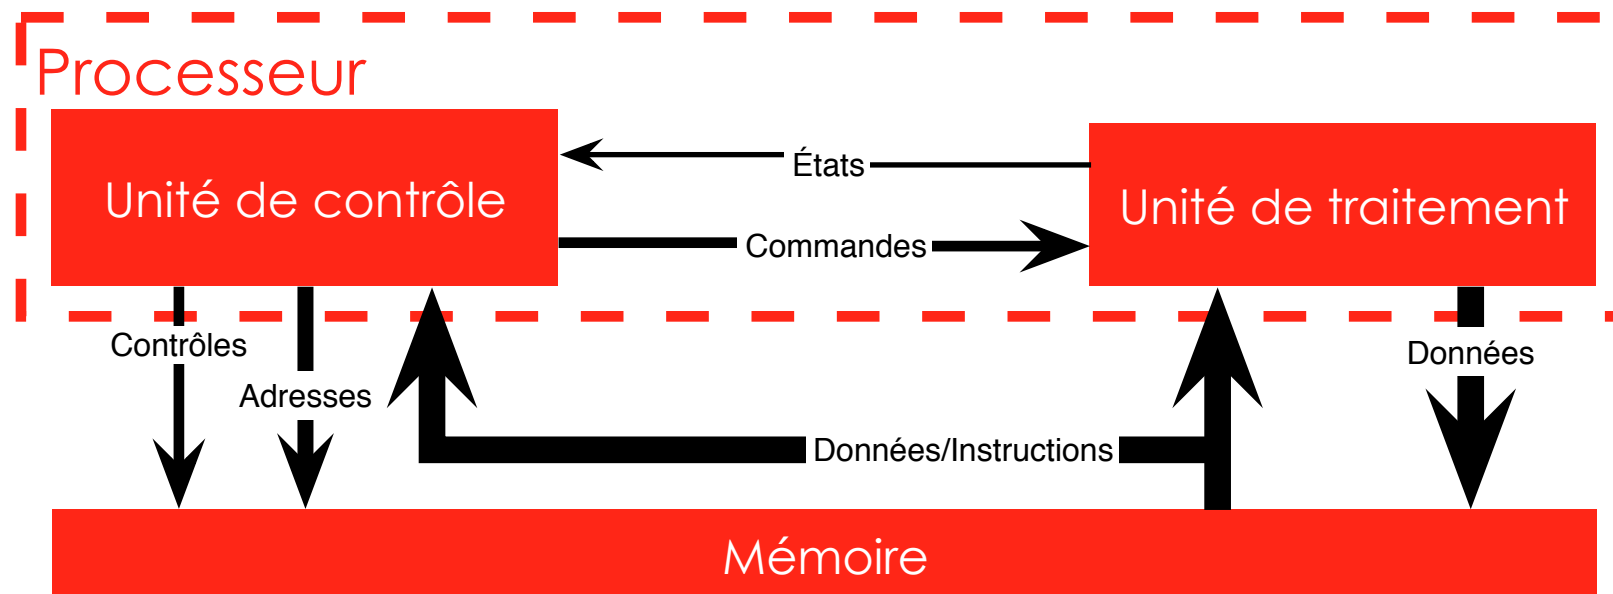 Processeur
Unité de contrôle
États
Unité de traitement
Commandes
Contrôles
Données
Adresses
Données/Instructions
Mémoire